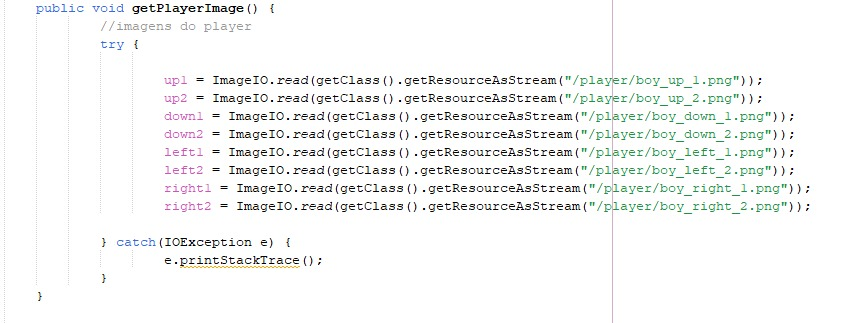 public void getPlayerImage() {
//imagens do player
try {
up1 = ImageIO.read(getClass().getResourceAsStream("/player/boy_up_1.png"));
up2 = ImageIO.read(getClass().getResourceAsStream("/player/boy_up_2.png"));
down1 = ImageIO.read(getClass().getResourceAsStream("/player/boy_down_1.png"));
down2 = ImageIO.read(getClass().getResourceAsStream("/player/boy_down_2.png"));
left1 = ImageIO.read(getClass().getResourceAsStream("/player/boy_left_1.png"));
left2 = ImageIO.read(getClass().getResourceAsStream("/player/boy_left_2.png"));
right1 = ImageIO.read(getClass().getResourceAsStream("/player/boy_right_1.png"));
right2 = ImageIO.read(getClass().getResourceAsStream("/player/boy_right_2.png"));
} catch(IOException e) {
e.printStackTrace();
}
}